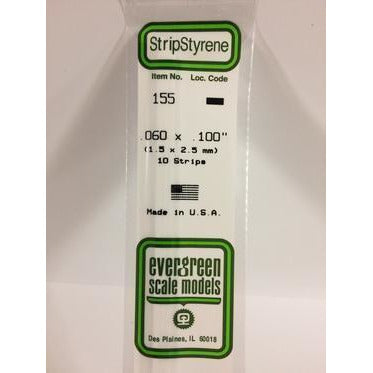 StripStyrene
Item No. Loc. Code
155
.060 x .100"
(1.5 x 2.5 mm)
10 Strips
Made in U.S.A.
evergreen
scale models
Des Plaines, IL 60018